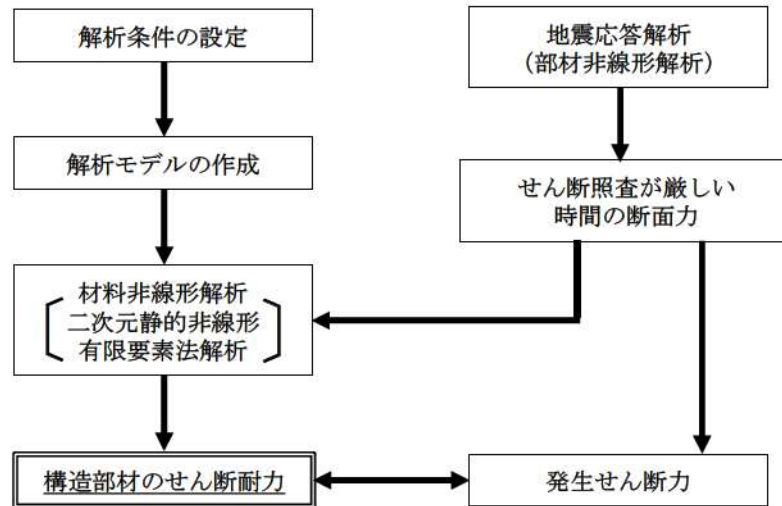 解析条件の設定
地震応答解析
（部材非線形解析）
解析モデルの作成
せん断照査が厳しい
時間の断面力
材料非線形解析
二次元静的非線形
有限要素法解析
構造部材のせん断耐力
発生せん断力